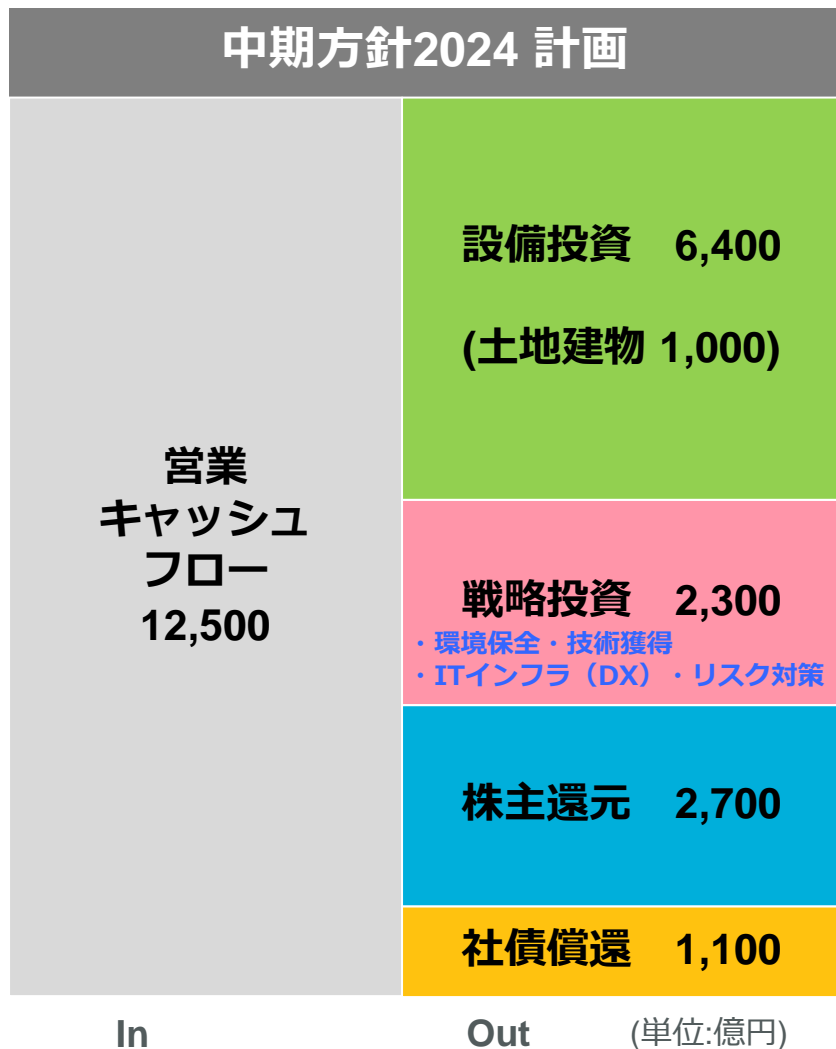 中期方針2024 計画
営業
キャッシュ
フロー
12,500
設備投資 6,400
(土地建物 1,000)
戦略投資 2,300
・環境保全・技術獲得
・ITインフラ（DX）・リスク対策
株主還元 2,700
社債償還 1,100
In
Out
(単位:億円)